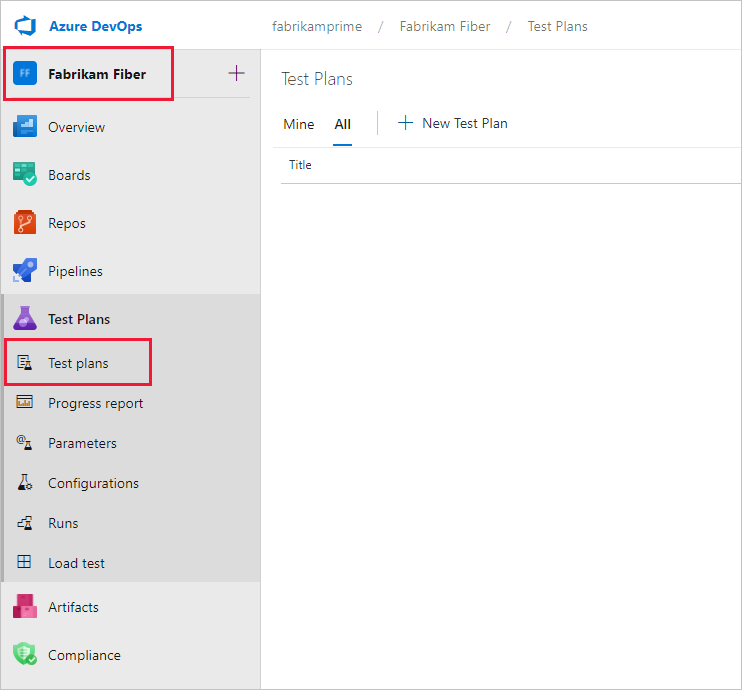 Azure DevOps
fabrikamprime / Fabrikam Fiber / Test Plans
FF Fabrikam Fiber +
Overview
Boards
Repos
Pipelines
Test Plans
Test plans
Progress report
Parameters
Configurations
Runs
Load test
Artifacts
Compliance
Test Plans
Mine All + New Test Plan
Title